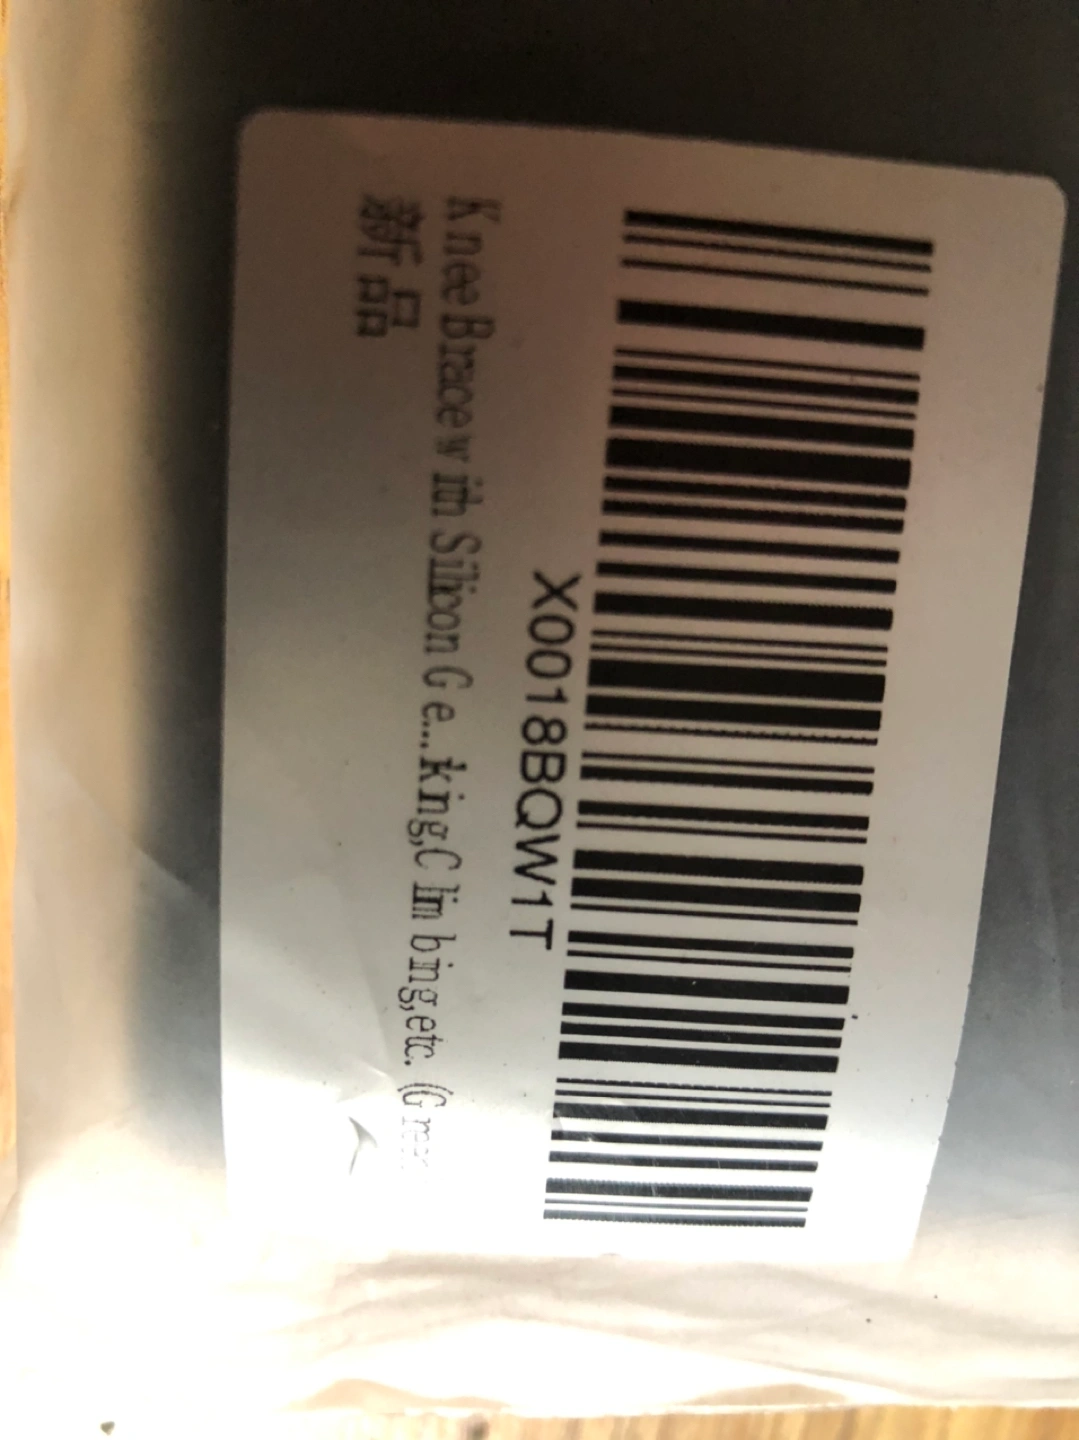 X0018BQW1T
Knee Brace with Silicon Ge...king,Climbing,etc.
新品